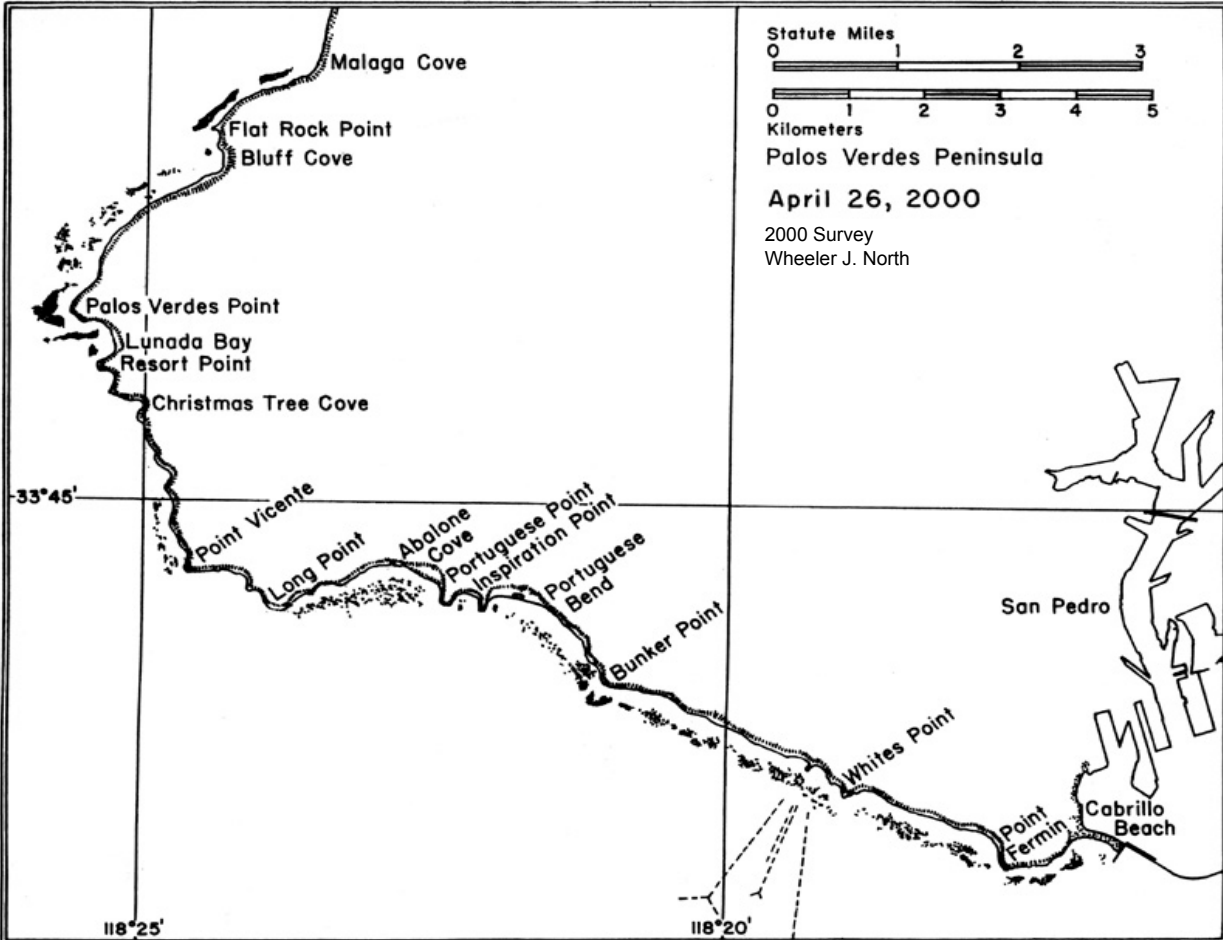 Statute Miles
0 1 2 3
0 1 2 3 4 5
Kilometers
Palos Verdes Peninsula
April 26, 2000
2000 Survey
Wheeler J. North
Malaga Cove
Flat Rock Point
Bluff Cove
Palos Verdes Point
Lunada Bay
Resort Point
Christmas Tree Cove
33°45'
Point Vicente
Long Point
Abalone
Cove
Portuguese Point
Inspiration Point
Portuguese
Bend
Bunker Point
San Pedro
Whites Point
Point
Fermin
Cabrillo
Beach
118°25'
118°20'